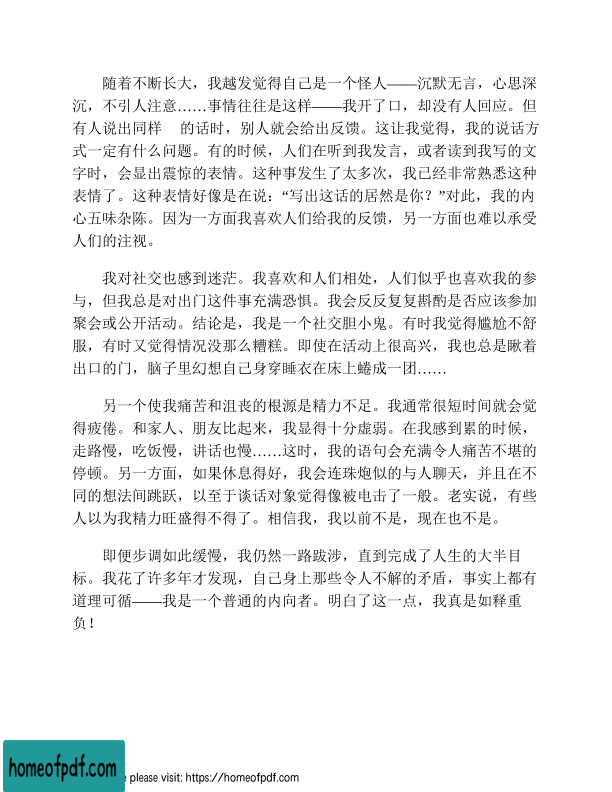 随着不断长大，我越发觉得自己是一个怪人——沉默无言，心思深
沉，不引人注意……事情往往是这样——我开了口，却没有人回应。但
有人说出同样 的话时，别人就会给出反馈。这让我觉得，我的说话方
式一定有什么问题。有的时候，人们在听到我发言，或者读到我写的文
字时，会显出震惊的表情。这种事发生了太多次，我已经非常熟悉这种
表情了。这种表情好像是在说：“写出这话的居然是你？”对此，我的内
心五味杂陈。因为一方面我喜欢人们给我的反馈，另一方面也难以承受
人们的注视。
我对社交也感到迷茫。我喜欢和人们相处，人们似乎也喜欢我的参
与，但我总是对出门这件事充满恐惧。我会反反复复斟酌是否应该参加
聚会或公开活动。结论是，我是一个社交胆小鬼。有时我觉得尴尬不舒
服，有时又觉得情况没那么糟糕。即使在活动上很高兴，我也总是瞅着
出口的门，脑子里幻想自己身穿睡衣在床上蜷成一团……
另一个使我痛苦和沮丧的根源是精力不足。我通常很短时间就会觉
得疲倦。和家人、朋友比起来，我显得十分虚弱。在我感到累的时候，
走路慢，吃饭慢，讲话也慢……这时，我的语句会充满令人痛苦不堪的
停顿。另一方面，如果休息得好，我会连珠炮似的与人聊天，并且在不
同的想法间跳跃，以至于谈话对象觉得像被电击了一般。老实说，有些
人以为我精力旺盛得不得了。相信我，我以前不是，现在也不是。
即便步调如此缓慢，我仍然一路跋涉，直到完成了人生的大半目
标。我花了许多年才发现，自己身上那些令人不解的矛盾，事实上都有
道理可循——我是一个普通的内向者。明白了这一点，我真是如释重
负！
homeofpdf.com
e please visit: https://homeofpdf.com